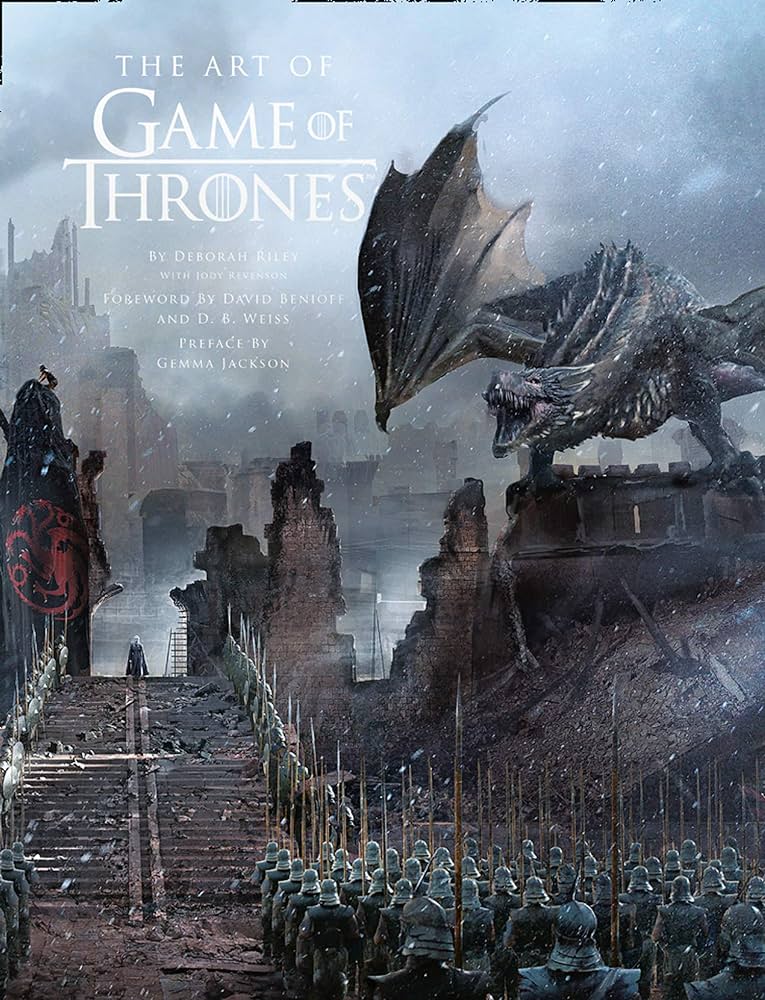 THE ART OF
GAME OF
THRONES
BY DEBORAH RILEY
WITH JODY REVENSON
FOREWORD BY DAVID BENIOFF
AND D. B. WEISS
PREFACE BY
GEMMA JACKSON